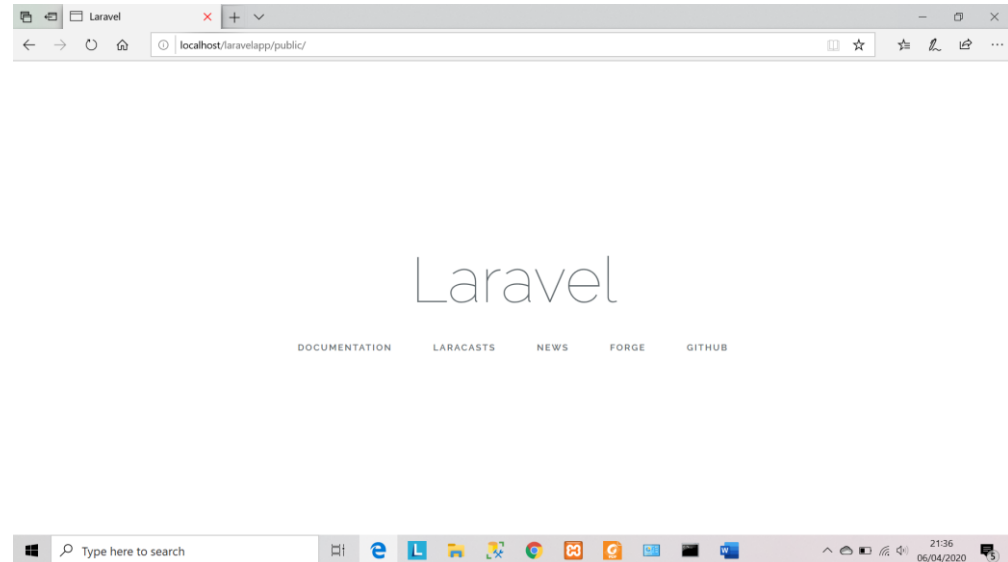 Laravel
localhost/laravelapp/public/
Laravel
DOCUMENTATION LARACASTS NEWS FORGE GITHUB
Type here to search
21:36
06/04/2020